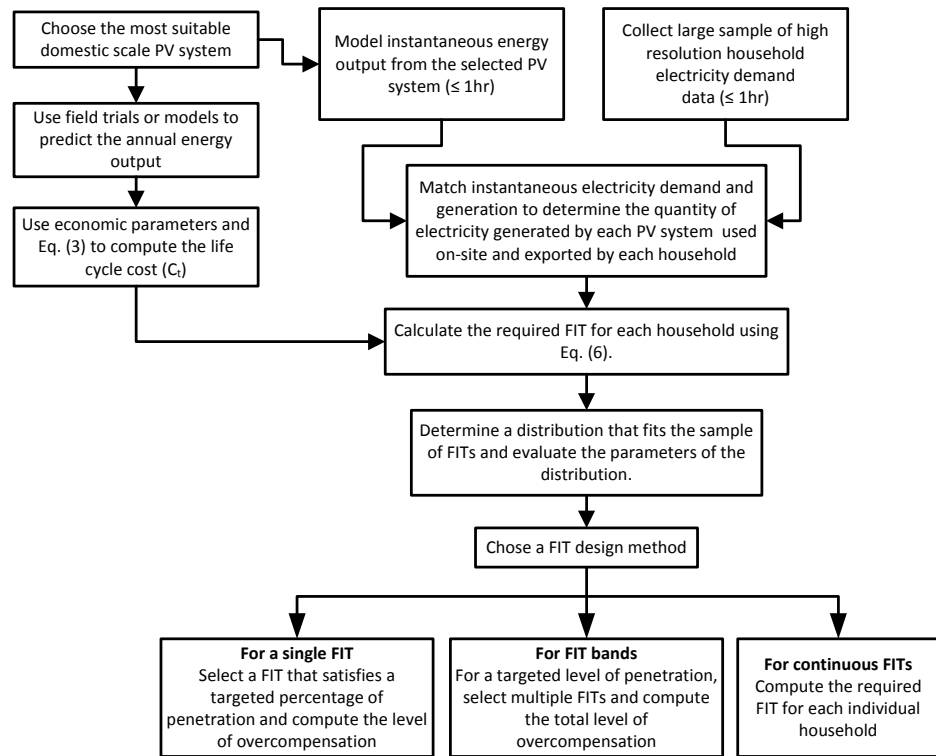 Choose the most suitable
domestic scale PV system
Model instantaneous energy
output from the selected PV
system (≤ 1hr)
Collect large sample of high
resolution household
electricity demand
data (≤ 1hr)
Use field trials or models to
predict the annual energy
output
Match instantaneous electricity demand and
generation to determine the quantity of
electricity generated by each PV system used
on-site and exported by each household
Use economic parameters and
Eq. (3) to compute the life
cycle cost (Cₜ)
Calculate the required FIT for each household using
Eq. (6).
Determine a distribution that fits the sample
of FITs and evaluate the parameters of the
distribution.
Chose a FIT design method
For a single FIT
Select a FIT that satisfies a
targeted percentage of
penetration and compute the level
of overcompensation
For FIT bands
For a targeted level of penetration,
select multiple FITs and compute
the total level of
overcompensation
For continuous FITs
Compute the required
FIT for each individual
household